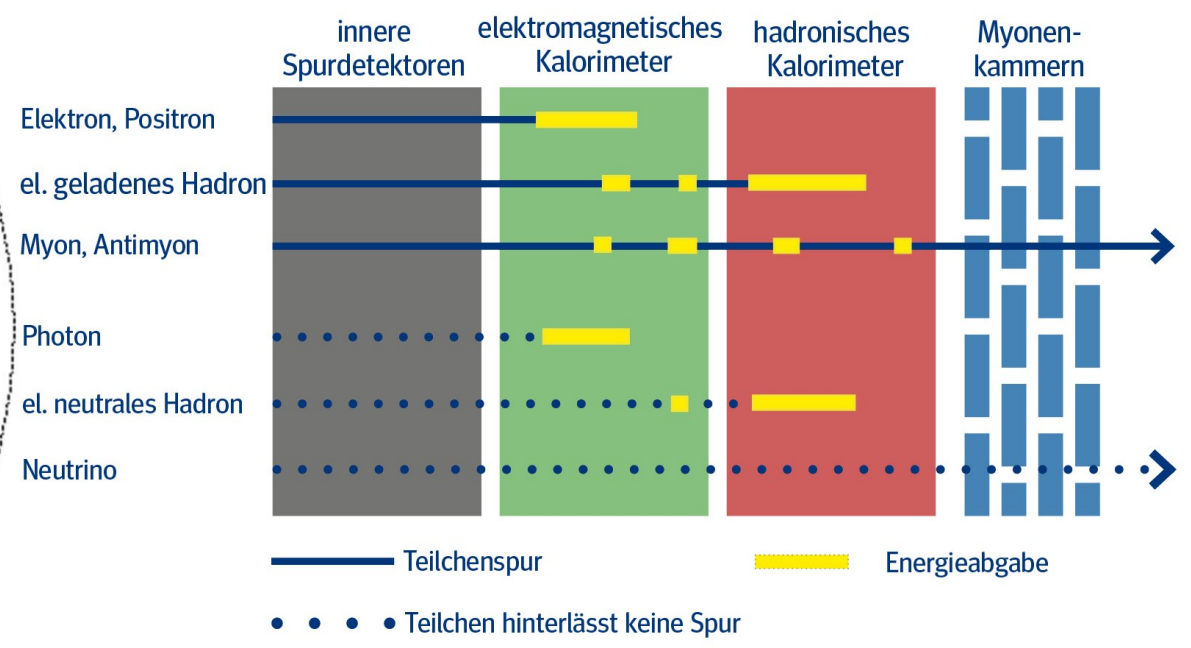 innere
Spurdetektoren
elektromagnetisches
Kalorimeter
hadronisches
Kalorimeter
Myonen-
kammern
Elektron, Positron
el. geladenes Hadron
Myon, Antimyon
Photon
el. neutrales Hadron
Neutrino
Teilchenspur
Energieabgabe
Teilchen hinterlässt keine Spur